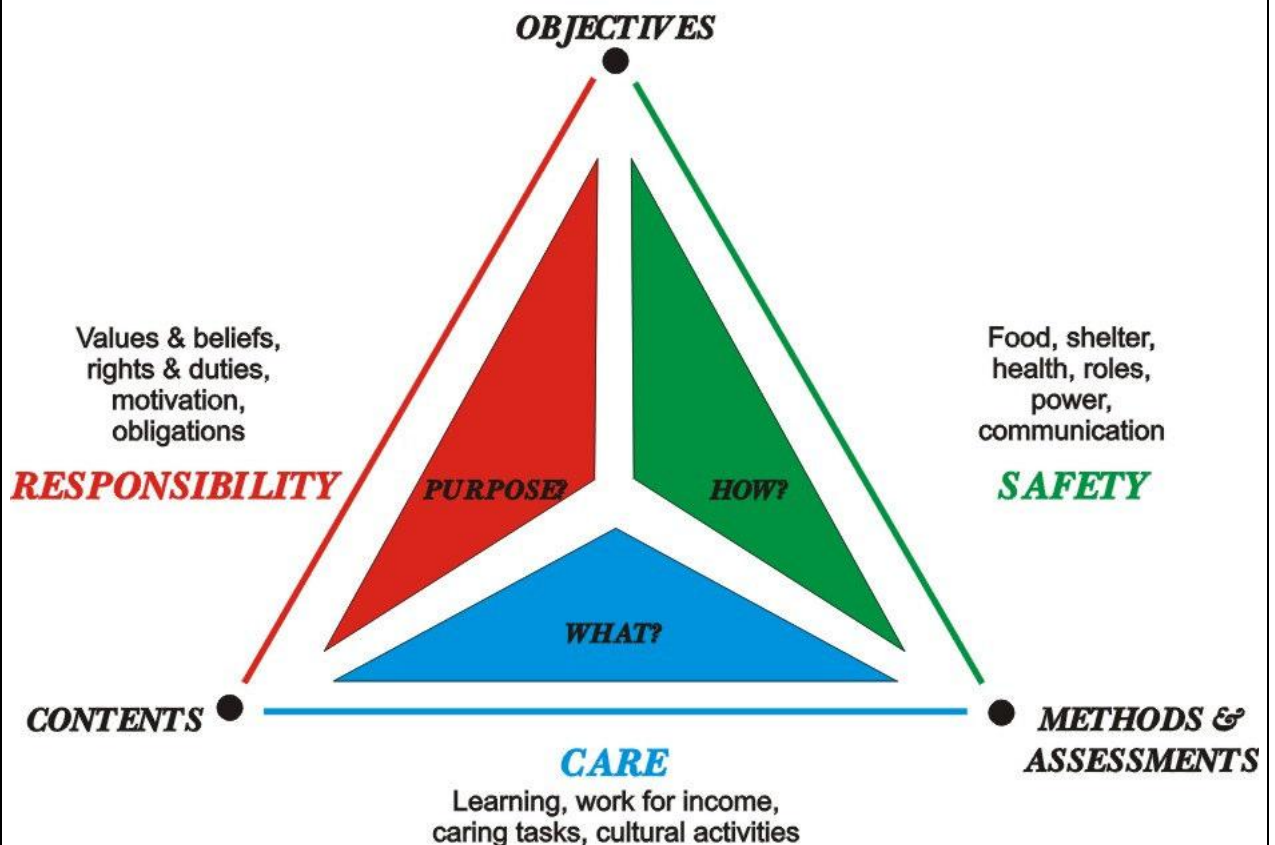 OBJECTIVES
Values & beliefs,
rights & duties,
motivation,
obligations
RESPONSIBILITY
Food, shelter,
health, roles,
power,
communication
SAFETY
PURPOSE?
HOW?
WHAT?
CONTENTS
METHODS &
ASSESSMENTS
CARE
Learning, work for income,
caring tasks, cultural activities